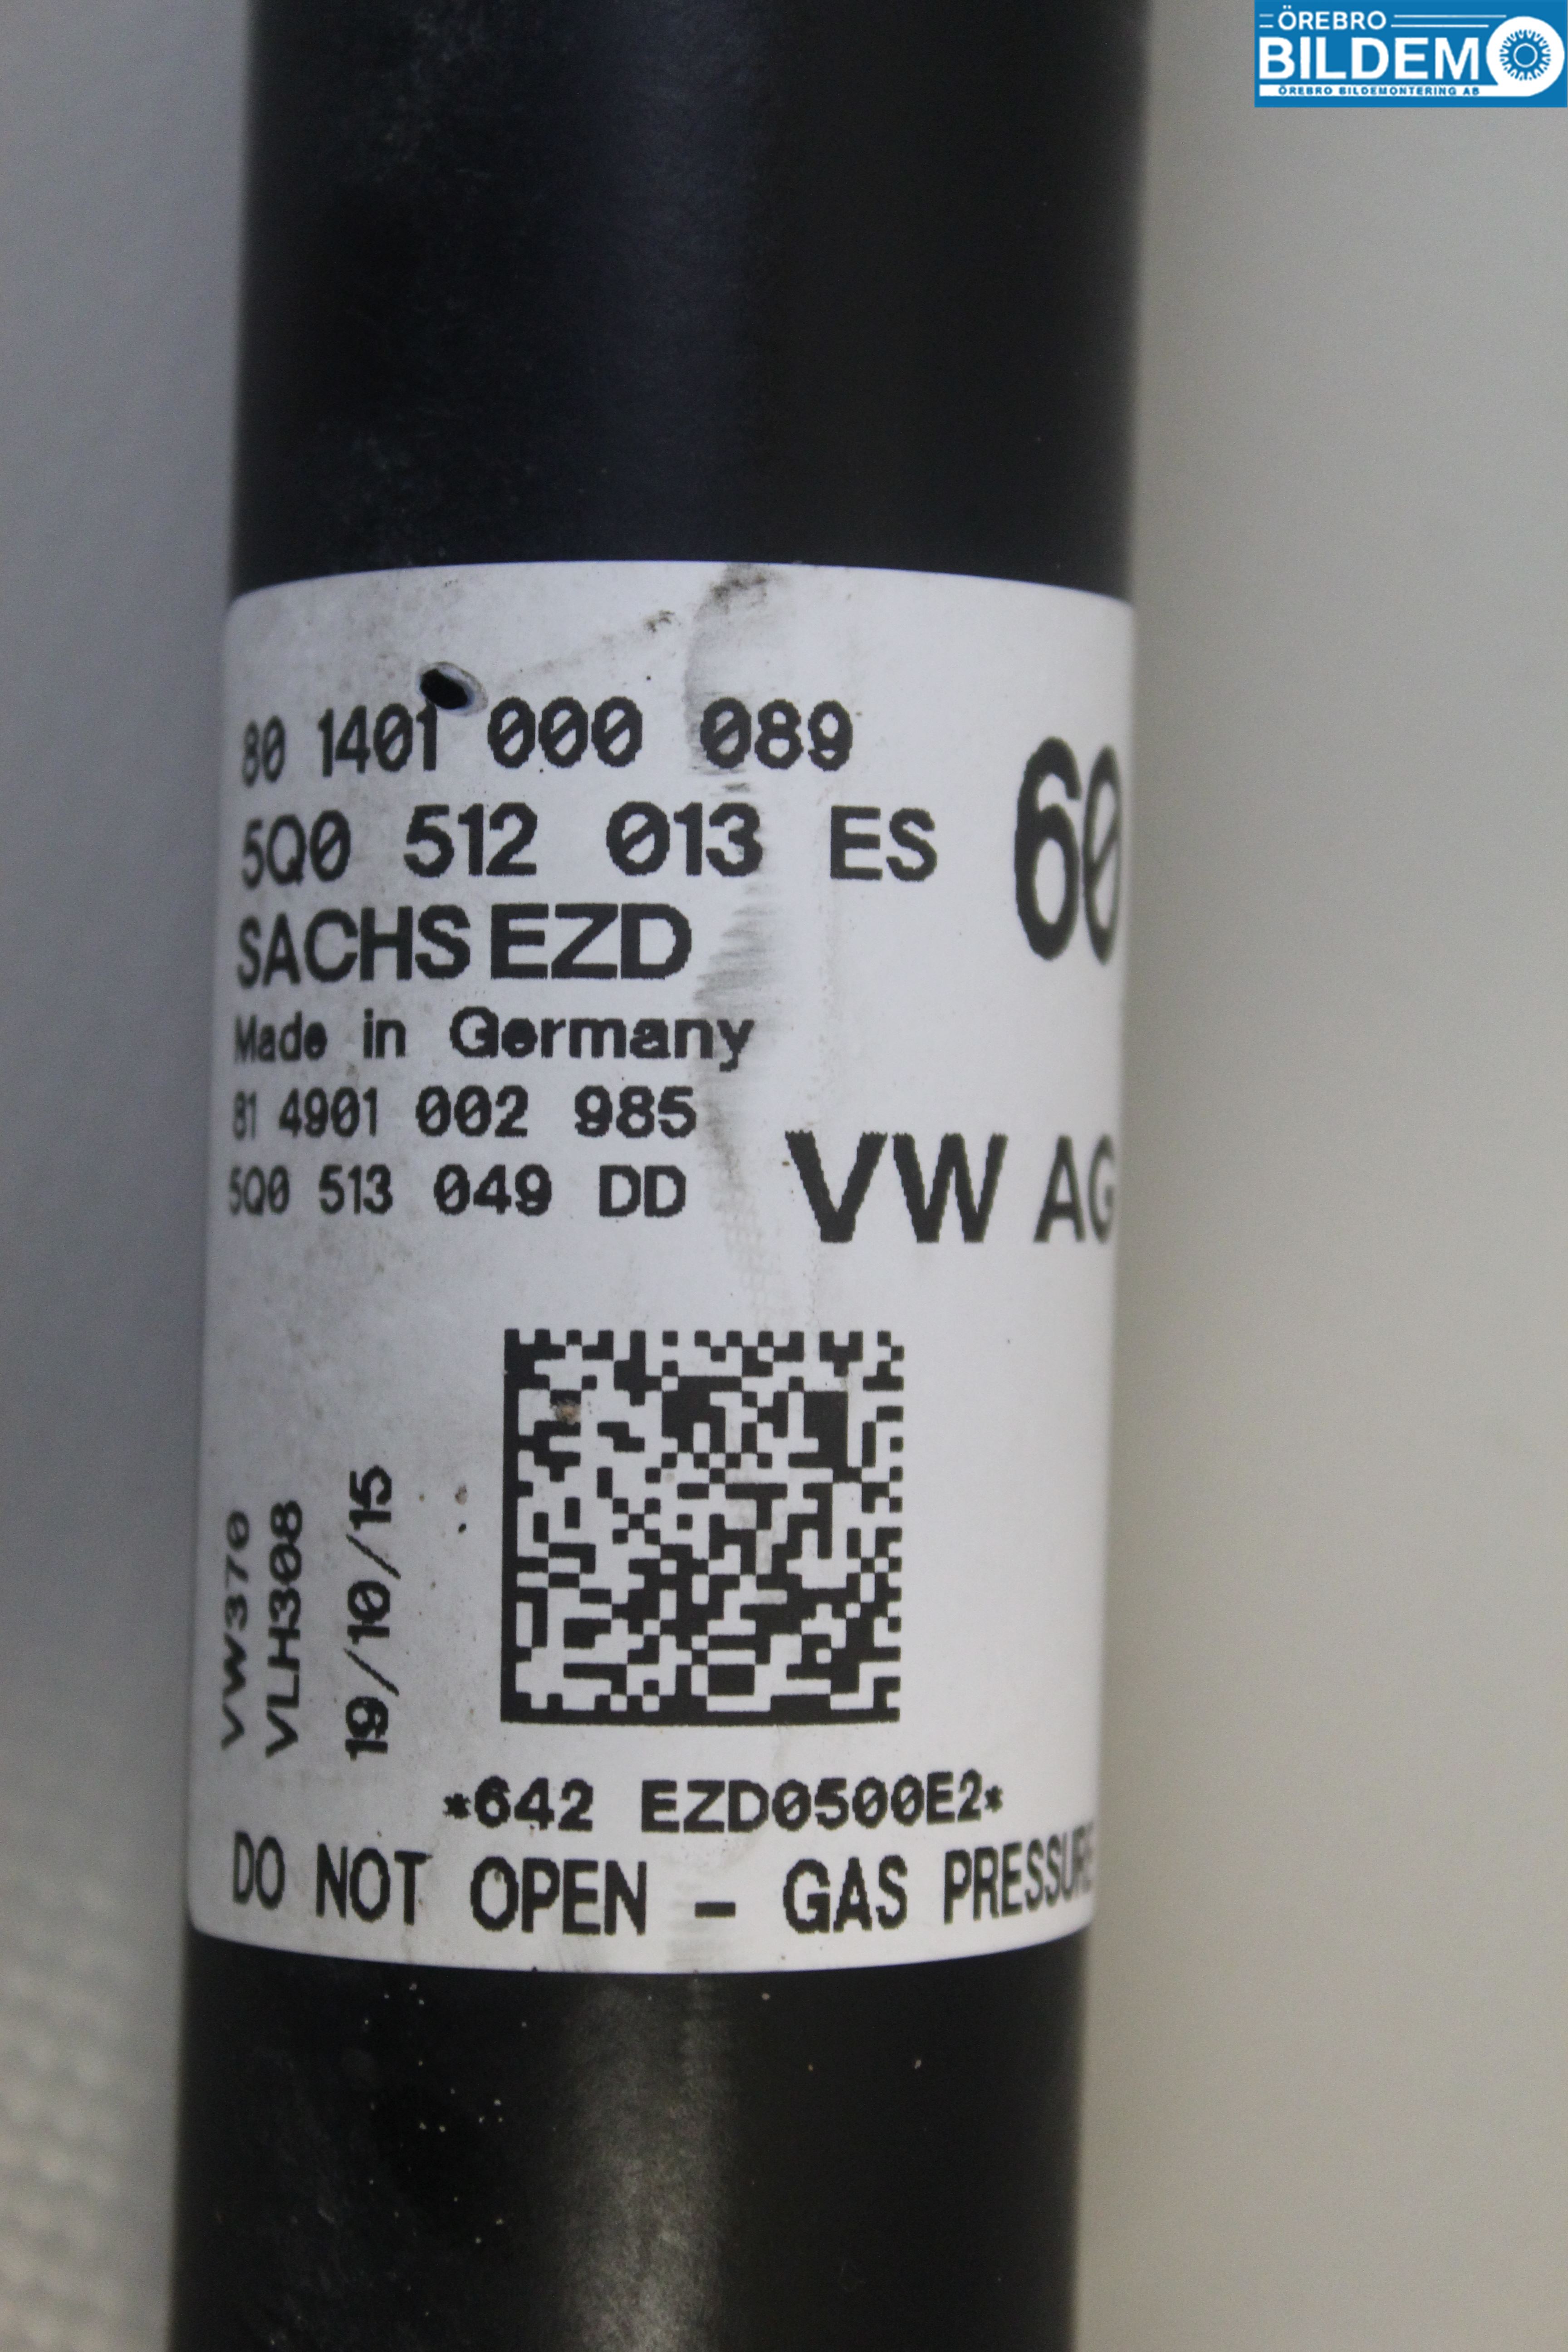 ÖREBRO
BILDEMO
ÖREBRO BILDEMONTERING AB
80 1401 000 089
5Q0 512 013 ES
60
SACHS EZD
Made in Germany
81 4901 002 985
5Q0 513 049 DD
VW AG
VW370
VLH308
19/10/15
*642 EZD0500E2*
DO NOT OPEN - GAS PRESSURE